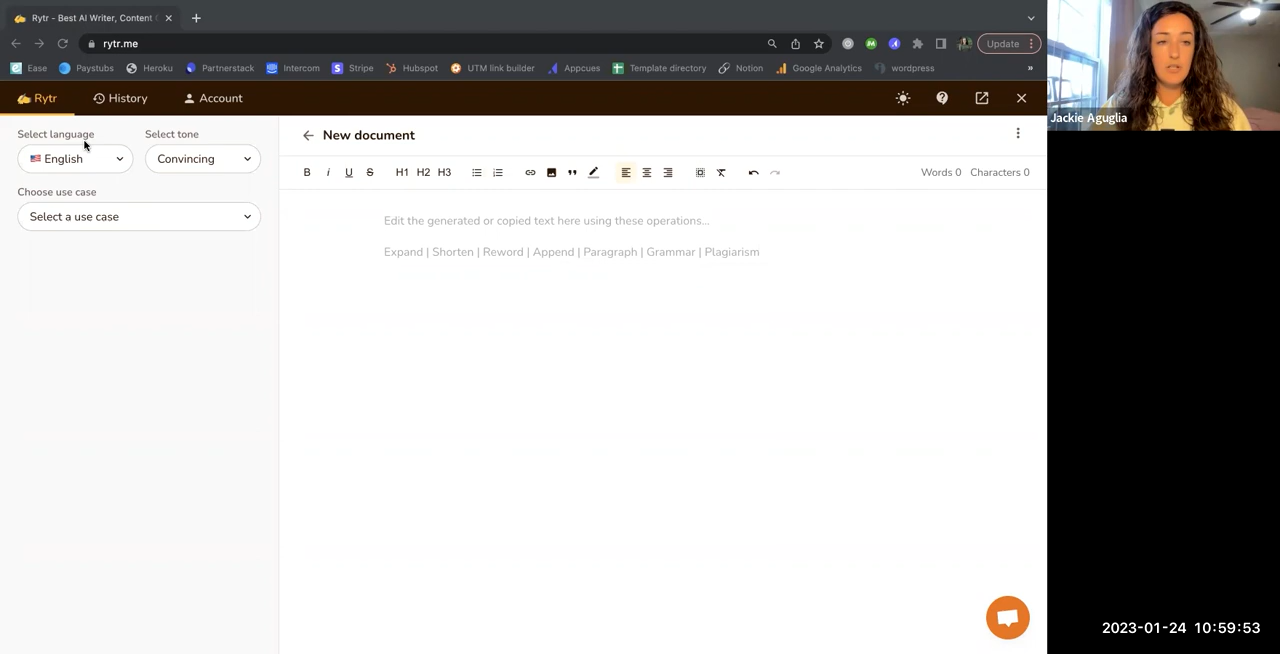 Rytr - Best AI Writer, Content
rytr.me
Update
Ease Paystubs Heroku Partnerstack Intercom Stripe Hubspot UTM link builder Appcues Template directory Notion Google Analytics wordpress »
Rytr History Account
Select language Select tone
English Convincing
Choose use case
Select a use case
New document
B i U S H1 H2 H3 Words 0 Characters 0
Edit the generated or copied text here using these operations...
Expand | Shorten | Reword | Append | Paragraph | Grammar | Plagiarism
Jackie Aguglia
2023-01-24 10:59:53